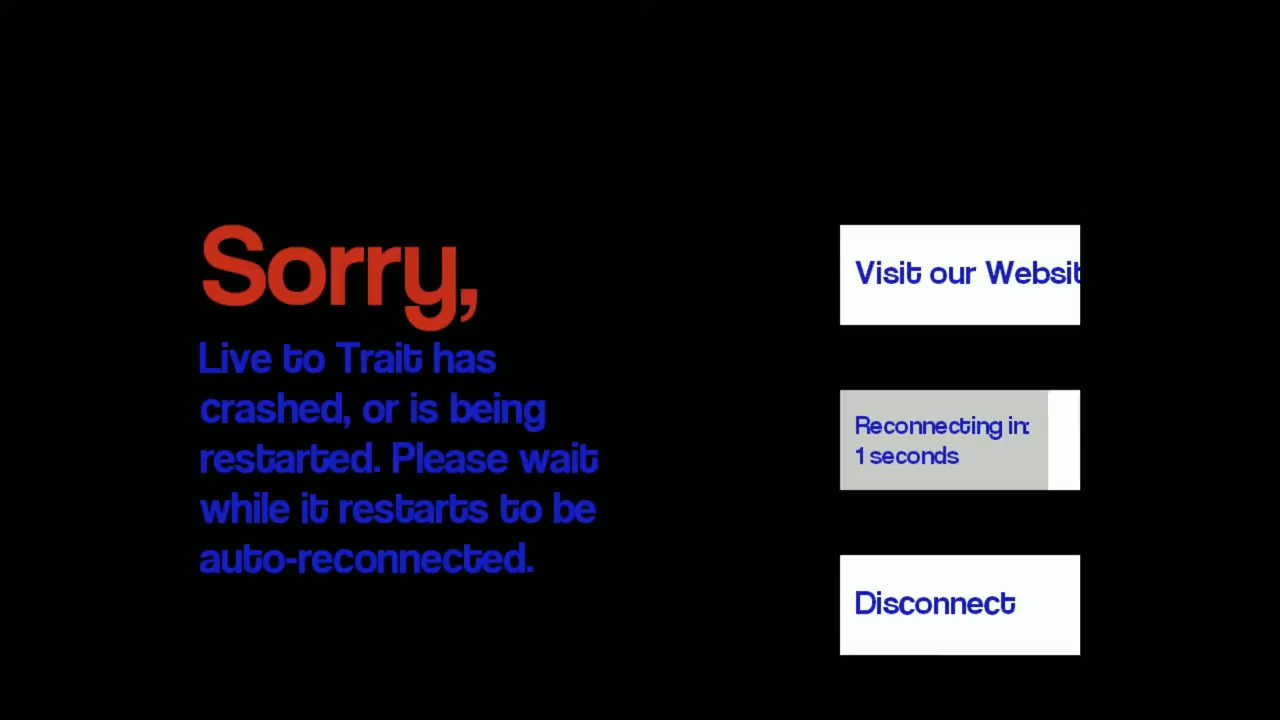 Sorry,
Live to Trait has
crashed, or is being
restarted. Please wait
while it restarts to be
auto-reconnected.
Visit our Websit
Reconnecting in:
1 seconds
Disconnect